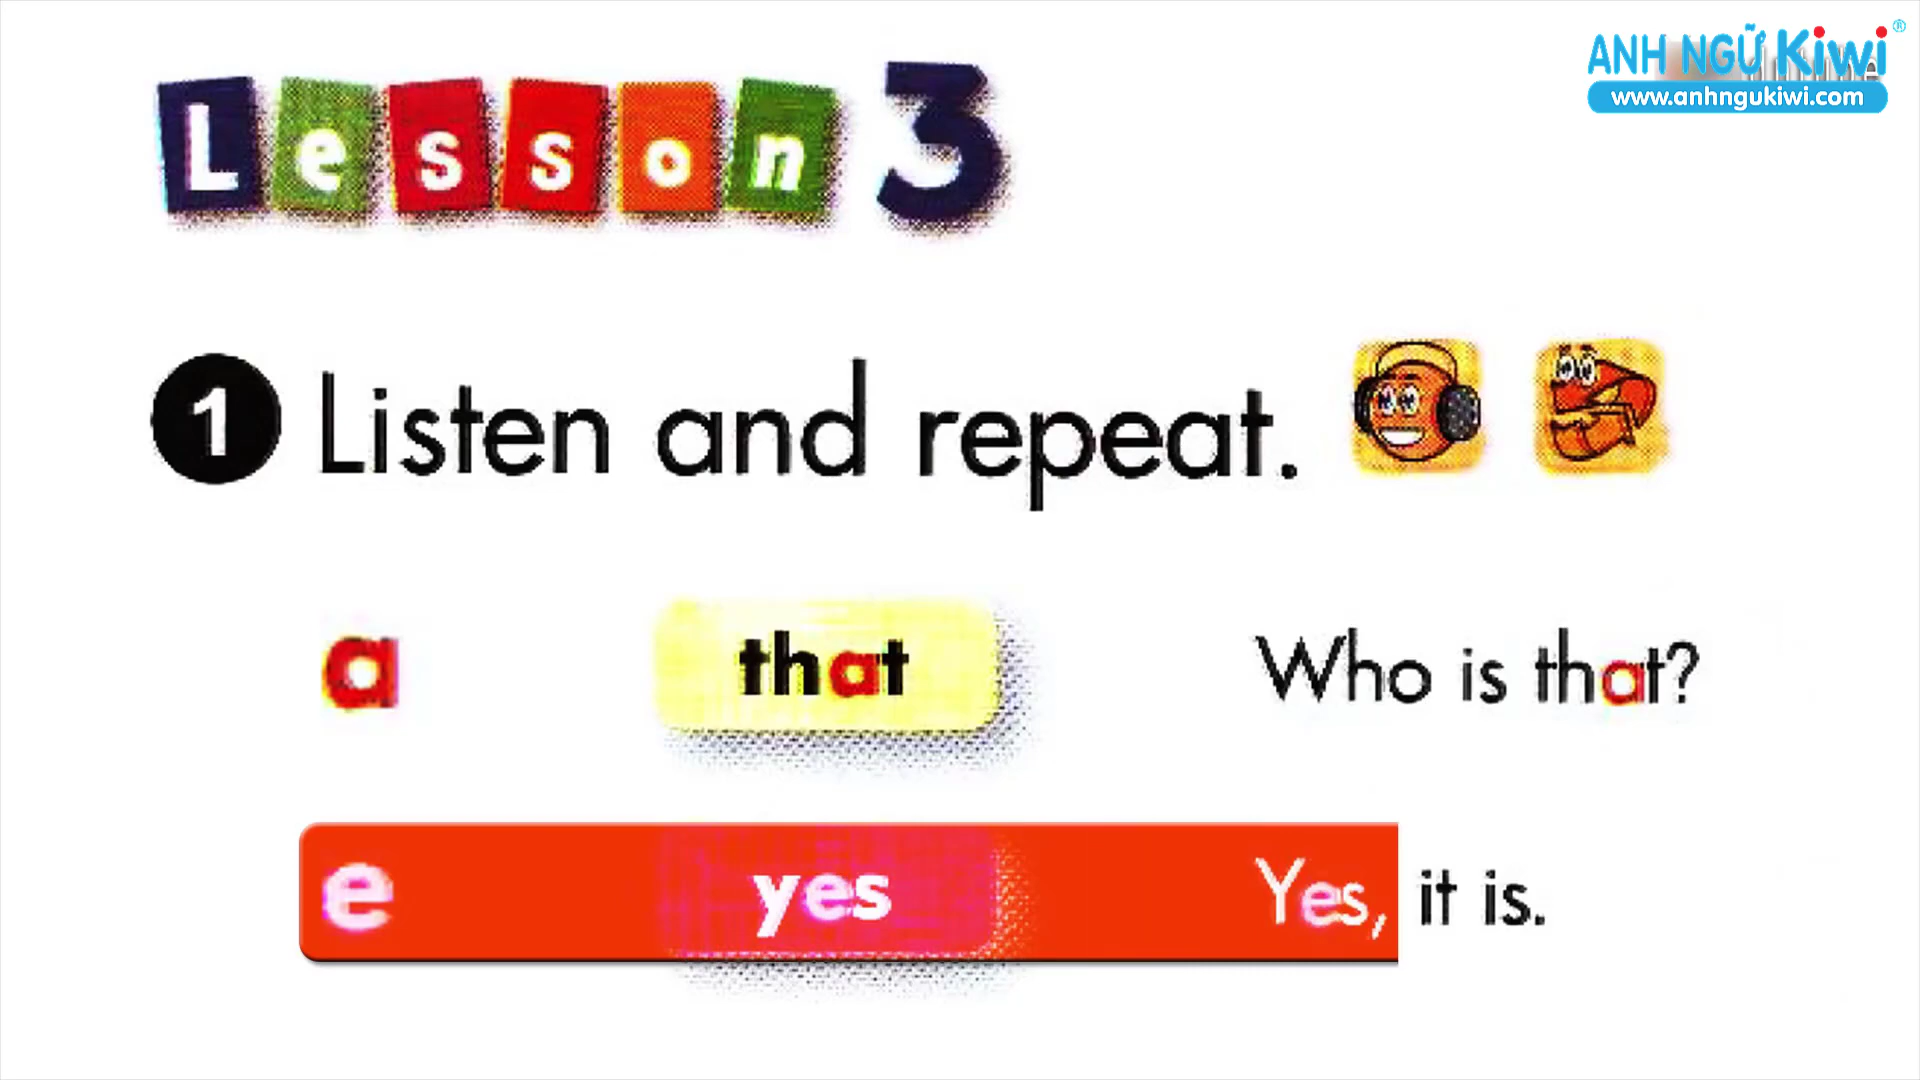 ANH NGỮ Kiwi®
www.anhngukiwi.com
Lesson 3
1 Listen and repeat.
a that Who is that?
e yes Yes, it is.